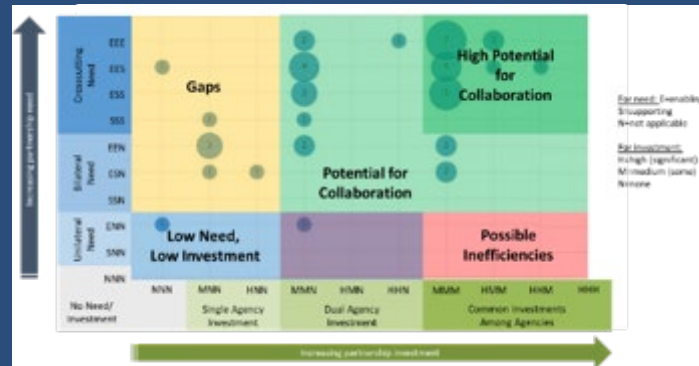 Increasing partnership need
Crosscutting Need
Bilateral Need
Unilateral Need
EEE
EES
ESS
SSS
EEN
ESN
SSN
ENN
SNN
NNN
Gaps
High Potential
for
Collaboration
Potential for
Collaboration
Low Need,
Low Investment
Possible
Inefficiencies
NNN
MNN
HNN
MMN
HMN
HHN
MMM
HMM
HHM
HHH
No Need/
Investment
Single Agency
Investment
Dual Agency
Investment
Common Investments
Among Agencies
Increasing partnership investment
For need: E=enabling
S=supporting
N=not applicable
For investment:
H=high (significant)
M=medium (some)
N=none